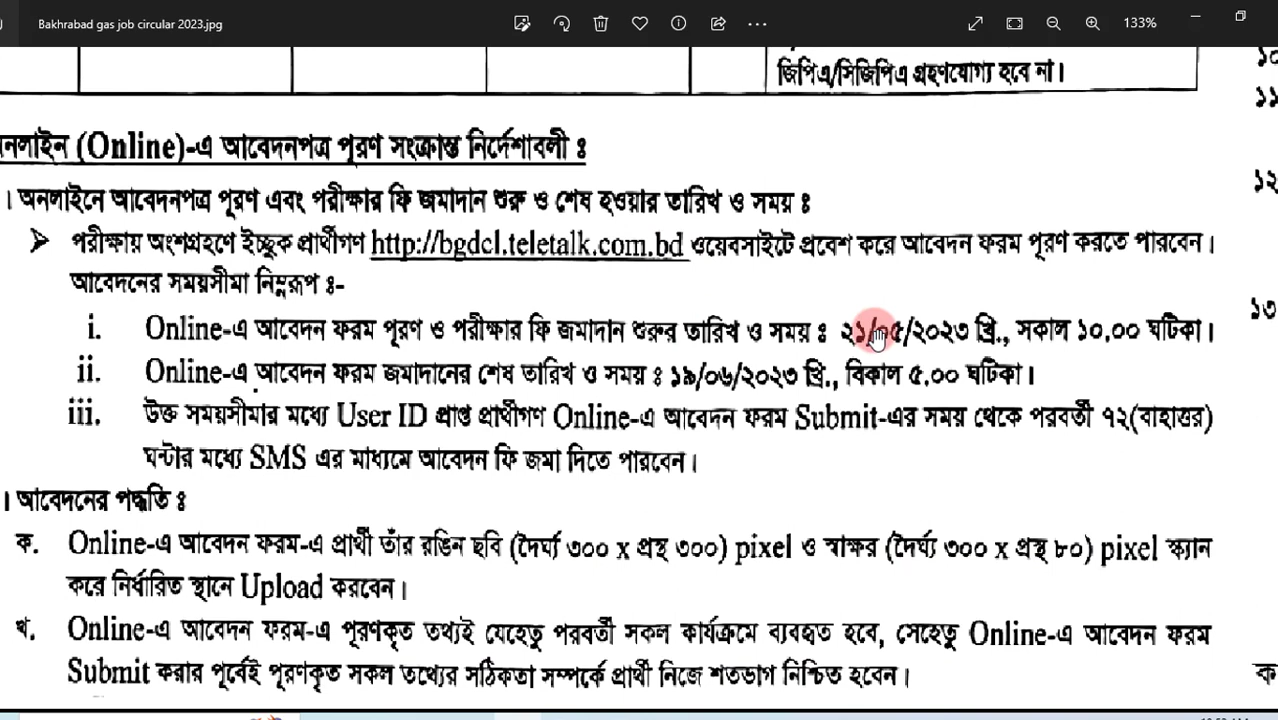 Bakhrabad gas job circular 2023.jpg
133%
জিপিএ/সিজিপিএ গ্রহণযোগ্য হবে না।
১১
নলাইন (Online)-এ আবেদনপত্র পূরণ সংক্রান্ত নির্দেশাবলী ঃ
১২
। অনলাইনে আবেদনপত্র পূরণ এবং পরীক্ষার ফি জমাদান শুরু ও শেষ হওয়ার তারিখ ও সময় ঃ
➢ পরীক্ষায় অংশগ্রহণে ইচ্ছুক প্রার্থীগণ http://bgdcl.teletalk.com.bd ওয়েবসাইটে প্রবেশ করে আবেদন ফরম পূরণ করতে পারবেন।
আবেদনের সময়সীমা নিম্নরূপ ঃ-
১৩
i. Online-এ আবেদন ফরম পূরণ ও পরীক্ষার ফি জমাদান শুরুর তারিখ ও সময় ঃ ২১/০৫/২০২৩ খ্রি., সকাল ১০.০০ ঘটিকা।
ii. Online-এ আবেদন ফরম জমাদানের শেষ তারিখ ও সময় ঃ ১৯/০৬/২০২৩ খ্রি., বিকাল ৫.০০ ঘটিকা।
iii. উক্ত সময়সীমার মধ্যে User ID প্রাপ্ত প্রার্থীগণ Online-এ আবেদন ফরম Submit-এর সময় থেকে পরবর্তী ৭২(বাহাত্তর)
ঘন্টার মধ্যে SMS এর মাধ্যমে আবেদন ফি জমা দিতে পারবেন।
। আবেদনের পদ্ধতি ঃ
ক. Online-এ আবেদন ফরম-এ প্রার্থী তাঁর রঙিন ছবি (দৈর্ঘ্য ৩০০ x প্রস্থ ৩০০) pixel ও স্বাক্ষর (দৈর্ঘ্য ৩০০ x প্রস্থ ৮০) pixel স্ক্যান
করে নির্ধারিত স্থানে Upload করবেন।
খ. Online-এ আবেদন ফরম-এ পূরণকৃত তথ্যই যেহেতু পরবর্তী সকল কার্যক্রমে ব্যবহৃত হবে, সেহেতু Online-এ আবেদন ফরম
Submit করার পূর্বেই পূরণকৃত সকল তথ্যের সঠিকতা সম্পর্কে প্রার্থী নিজে শতভাগ নিশ্চিত হবেন।
ক